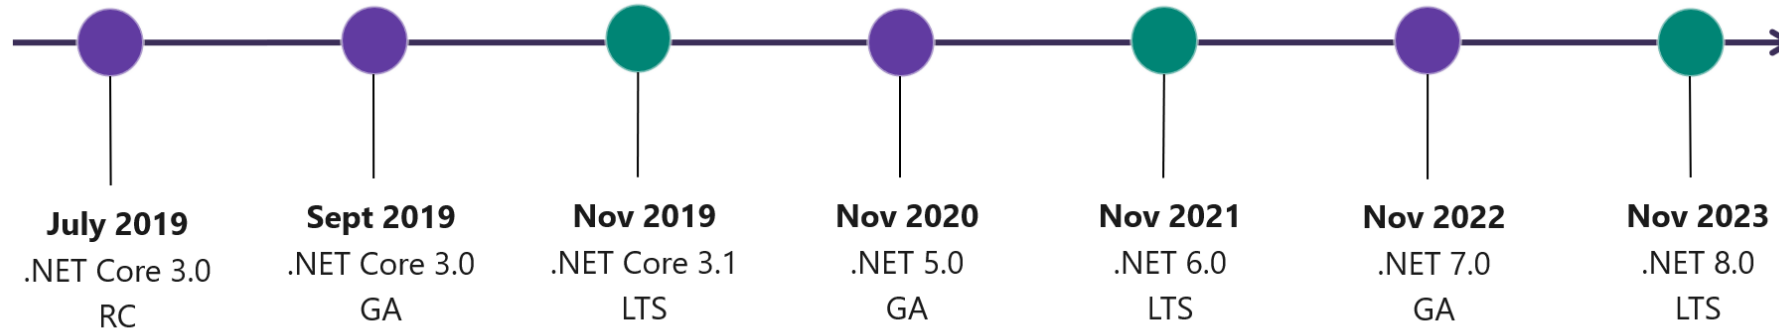 July 2019
.NET Core 3.0
RC
Sept 2019
.NET Core 3.0
GA
Nov 2019
.NET Core 3.1
LTS
Nov 2020
.NET 5.0
GA
Nov 2021
.NET 6.0
LTS
Nov 2022
.NET 7.0
GA
Nov 2023
.NET 8.0
LTS